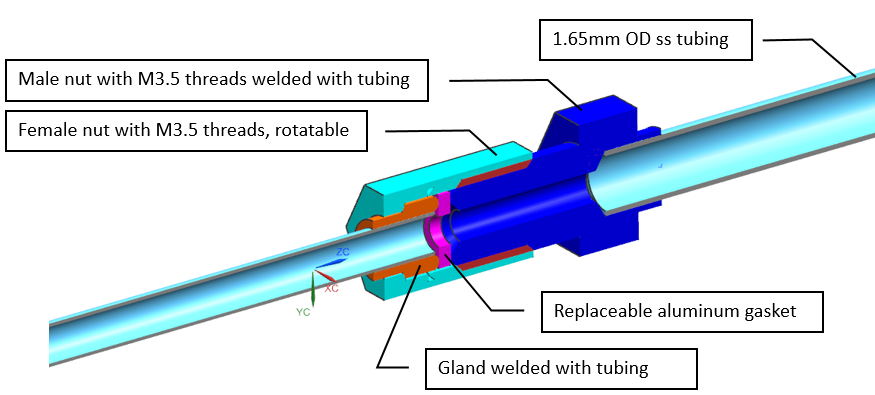 1.65mm OD ss tubing
Male nut with M3.5 threads welded with tubing
Female nut with M3.5 threads, rotatable
ZC
XC
YC
Replaceable aluminum gasket
Gland welded with tubing